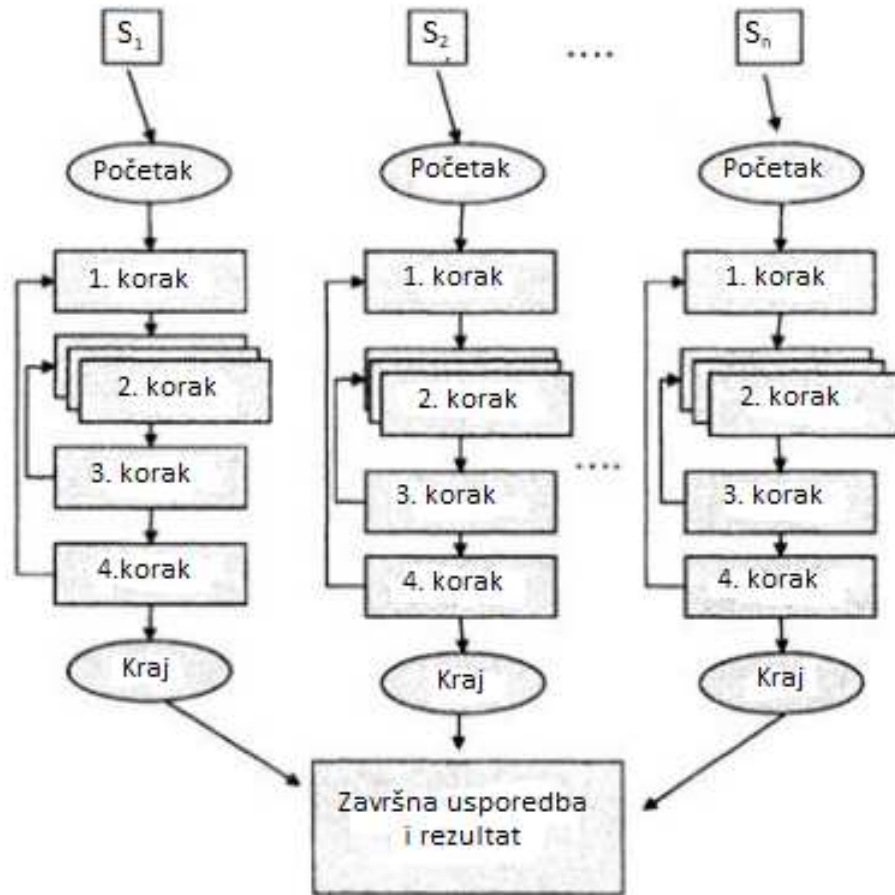 S₁
S₂
....
Sₙ
Početak
Početak
Početak
1. korak
1. korak
1. korak
2. korak
2. korak
2. korak
3. korak
3. korak
....
3. korak
4.korak
4. korak
4. korak
Kraj
Kraj
Kraj
Završna usporedba
i rezultat